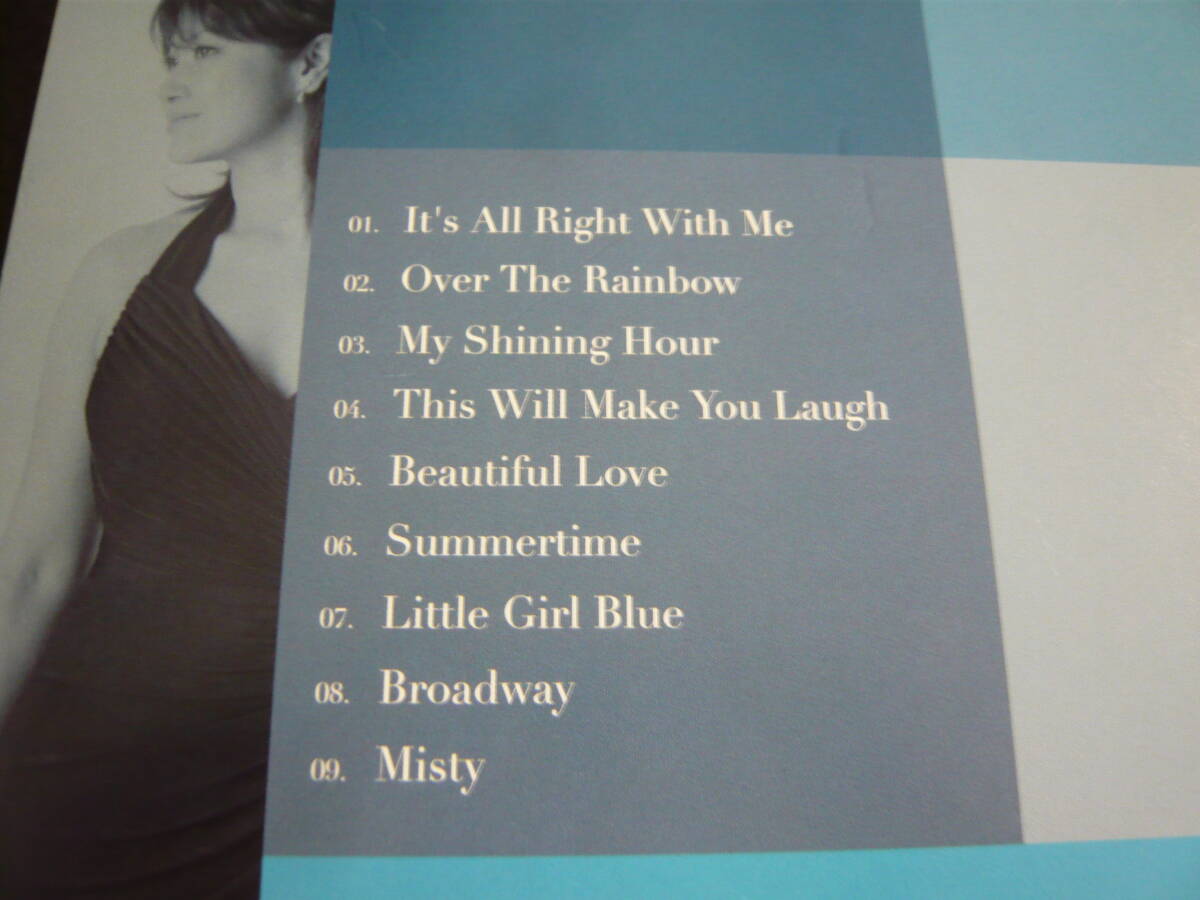 01. It's All Right With Me
02. Over The Rainbow
03. My Shining Hour
04. This Will Make You Laugh
05. Beautiful Love
06. Summertime
07. Little Girl Blue
08. Broadway
09. Misty